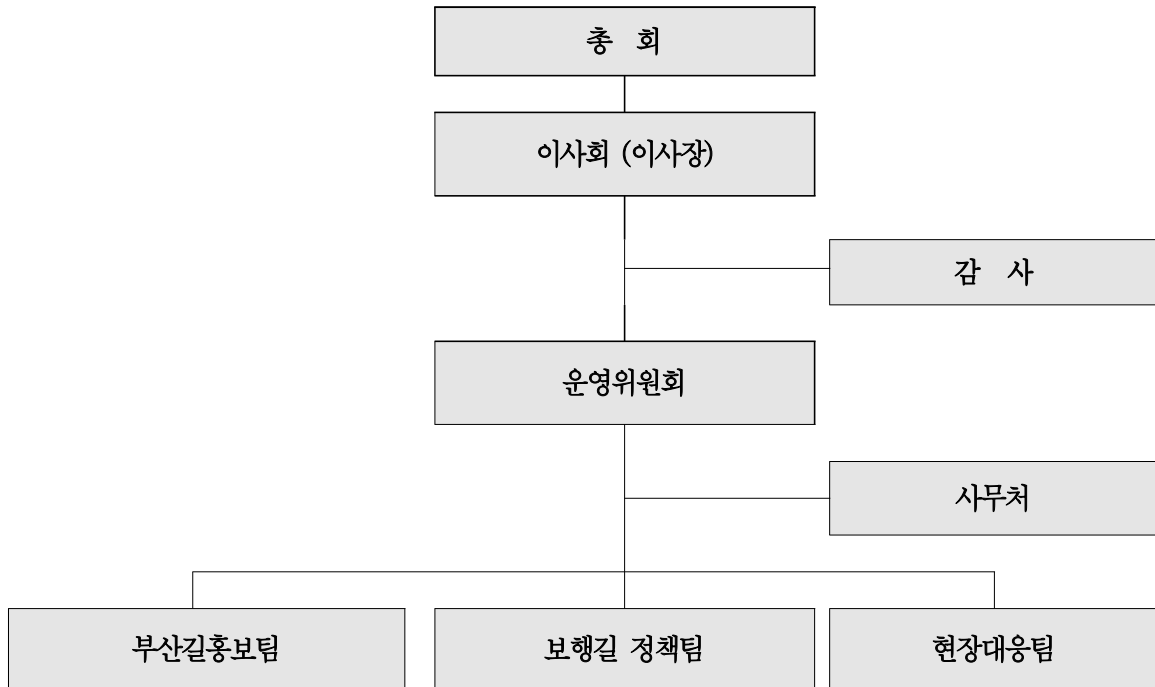 총 회
이사회 (이사장)
감 사
운영위원회
사무처
부산길홍보팀
보행길 정책팀
현장대응팀